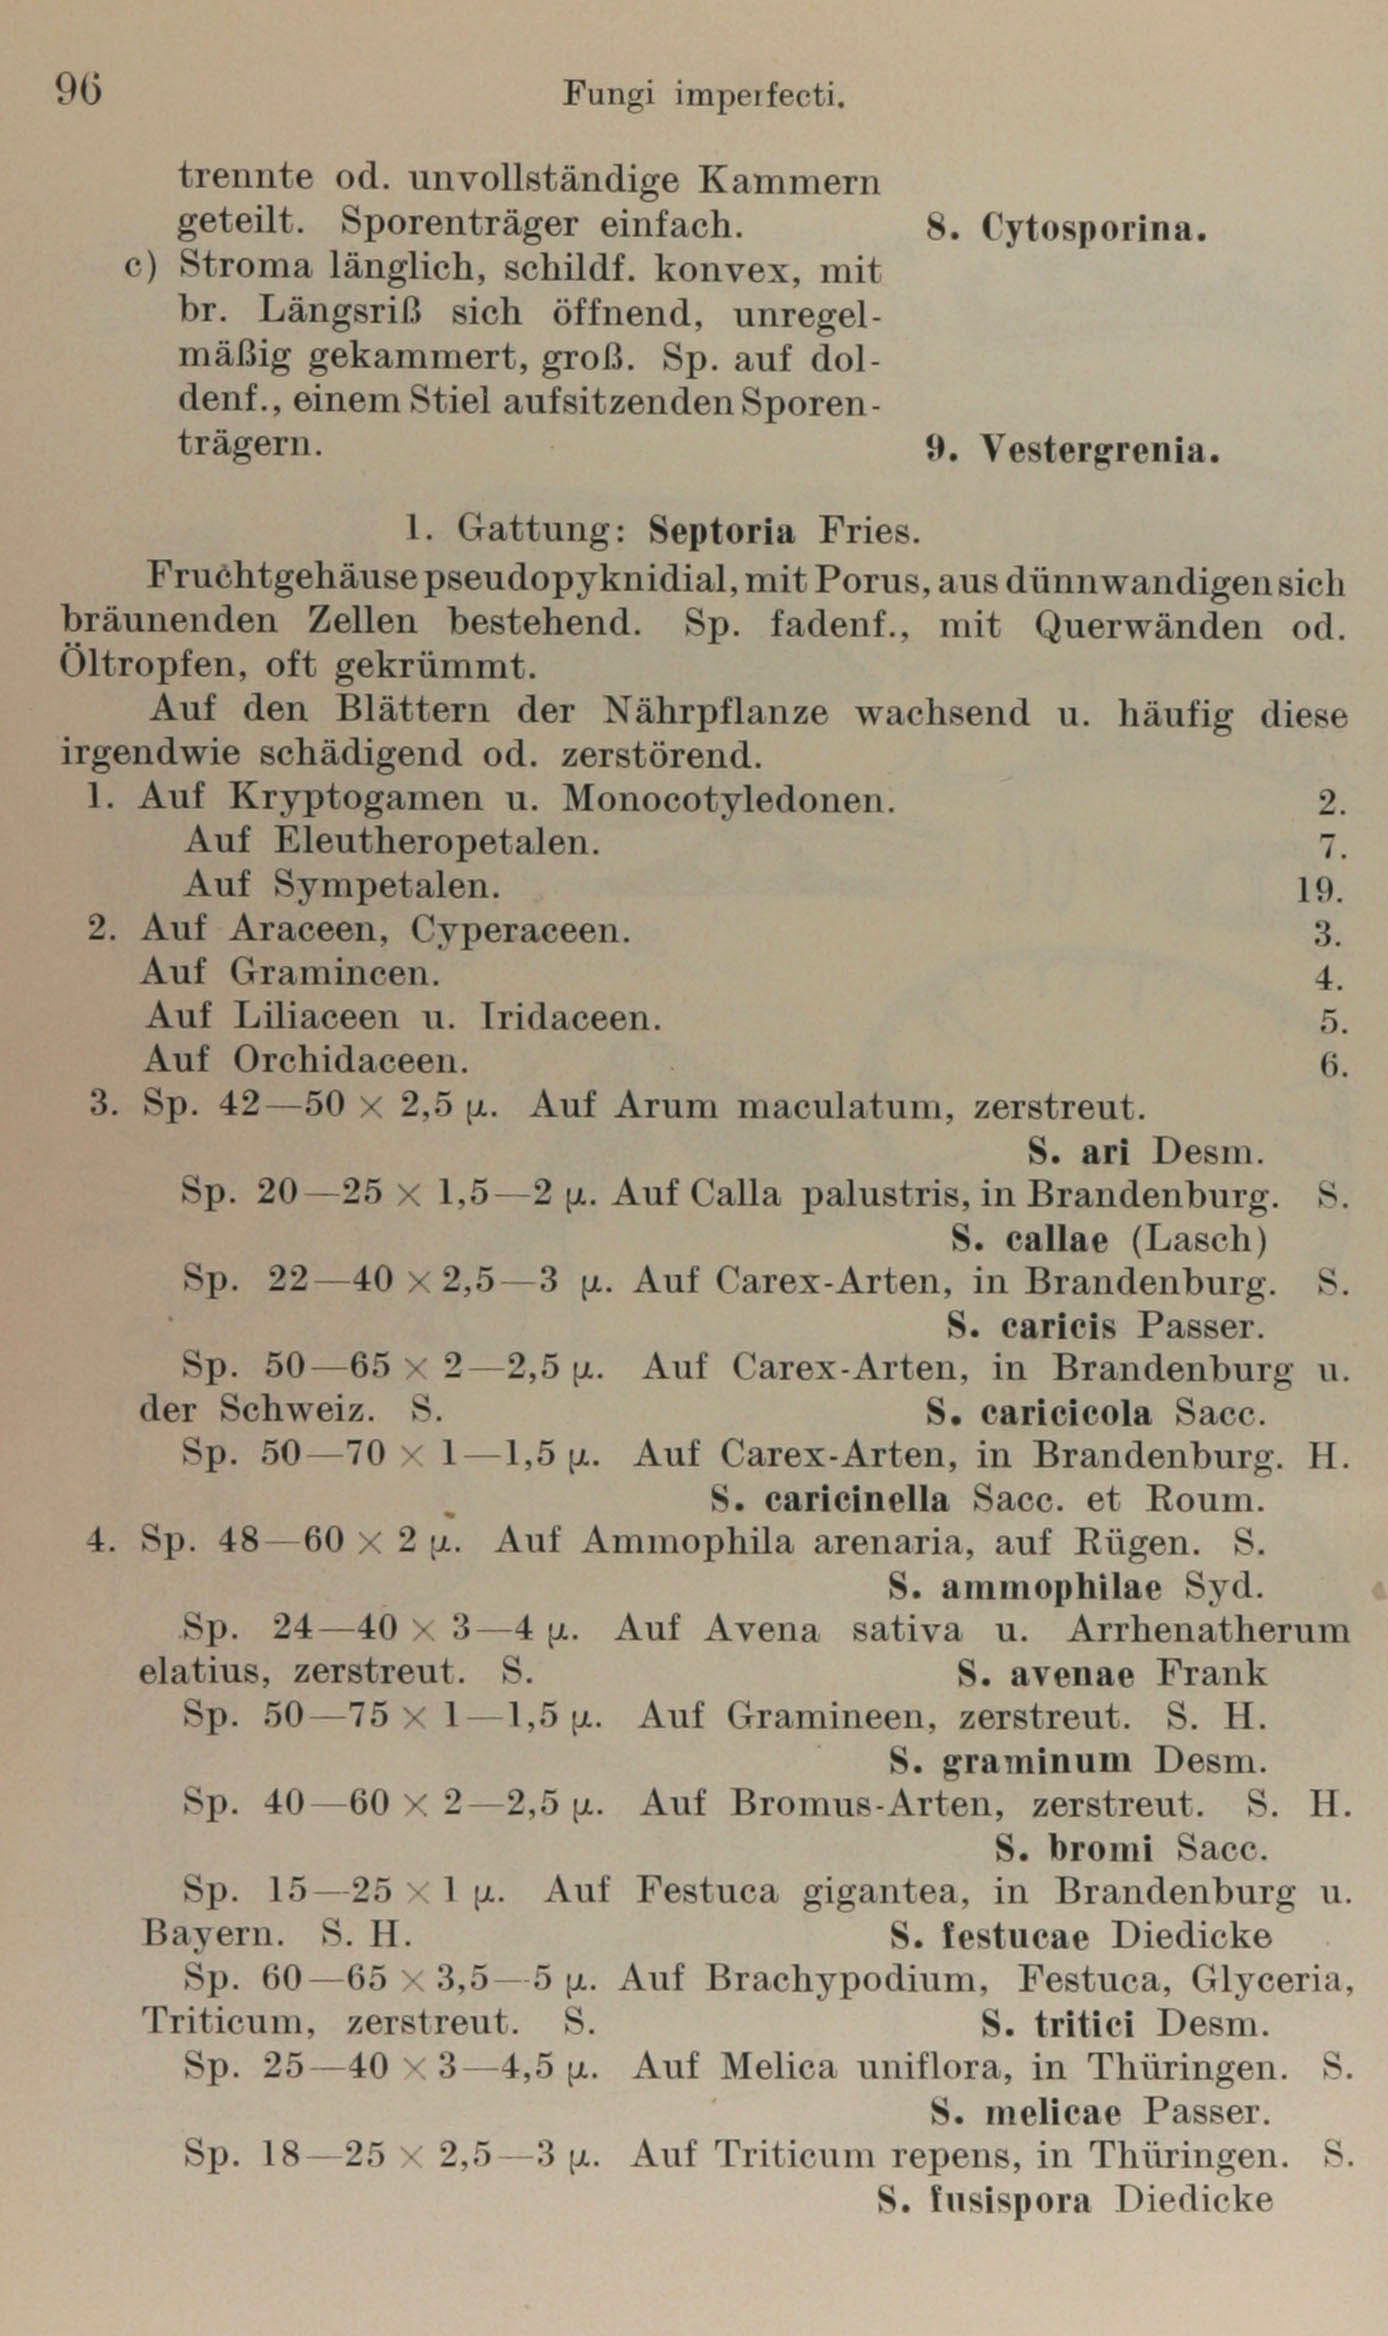 96
Fungi imperfecti.
trennte od. unvollständige Kammern
geteilt. Sporenträger einfach. 8. Cytosporina.
c) Stroma länglich, schildf. konvex, mit
br. Längsriß sich öffnend, unregel-
mäßig gekammert, groß. Sp. auf dol-
denf., einem Stiel aufsitzenden Sporen-
trägern. 9. Vestergrenia.
1. Gattung: Septoria Fries.
Fruchtgehäuse pseudopyknidial, mit Porus, aus dünnwandigen sich
bräunenden Zellen bestehend. Sp. fadenf., mit Querwänden od.
Öltropfen, oft gekrümmt.
Auf den Blättern der Nährpflanze wachsend u. häufig diese
irgendwie schädigend od. zerstörend.
1. Auf Kryptogamen u. Monocotyledonen. 2.
Auf Eleutheropetalen. 7.
Auf Sympetalen. 19.
2. Auf Araceen, Cyperaceen. 3.
Auf Gramincen. 4.
Auf Liliaceen u. Iridaceen. 5.
Auf Orchidaceen. 6.
3. Sp. 42—50 × 2,5 µ. Auf Arum maculatum, zerstreut.
S. ari Desm.
Sp. 20—25 × 1,5—2 µ. Auf Calla palustris, in Brandenburg. S.
S. callae (Lasch)
Sp. 22—40 × 2,5—3 µ. Auf Carex-Arten, in Brandenburg. S.
S. caricis Passer.
Sp. 50—65 × 2—2,5 µ. Auf Carex-Arten, in Brandenburg u.
der Schweiz. S. S. caricicola Sacc.
Sp. 50—70 × 1—1,5 µ. Auf Carex-Arten, in Brandenburg. H.
S. caricinella Sacc. et Roum.
4. Sp. 48—60 × 2 µ. Auf Ammophila arenaria, auf Rügen. S.
S. ammophilae Syd.
Sp. 24—40 × 3—4 µ. Auf Avena sativa u. Arrhenatherum
elatius, zerstreut. S. S. avenae Frank
Sp. 50—75 × 1—1,5 µ. Auf Gramineen, zerstreut. S. H.
S. graminum Desm.
Sp. 40—60 × 2—2,5 µ. Auf Bromus-Arten, zerstreut. S. H.
S. bromi Sacc.
Sp. 15—25 × 1 µ. Auf Festuca gigantea, in Brandenburg u.
Bayern. S. H. S. festucae Diedicke
Sp. 60—65 × 3,5—5 µ. Auf Brachypodium, Festuca, Glyceria,
Triticum, zerstreut. S. S. tritici Desm.
Sp. 25—40 × 3—4,5 µ. Auf Melica uniflora, in Thüringen. S.
S. melicae Passer.
Sp. 18—25 × 2,5—3 µ. Auf Triticum repens, in Thüringen. S.
S. fusispora Diedicke